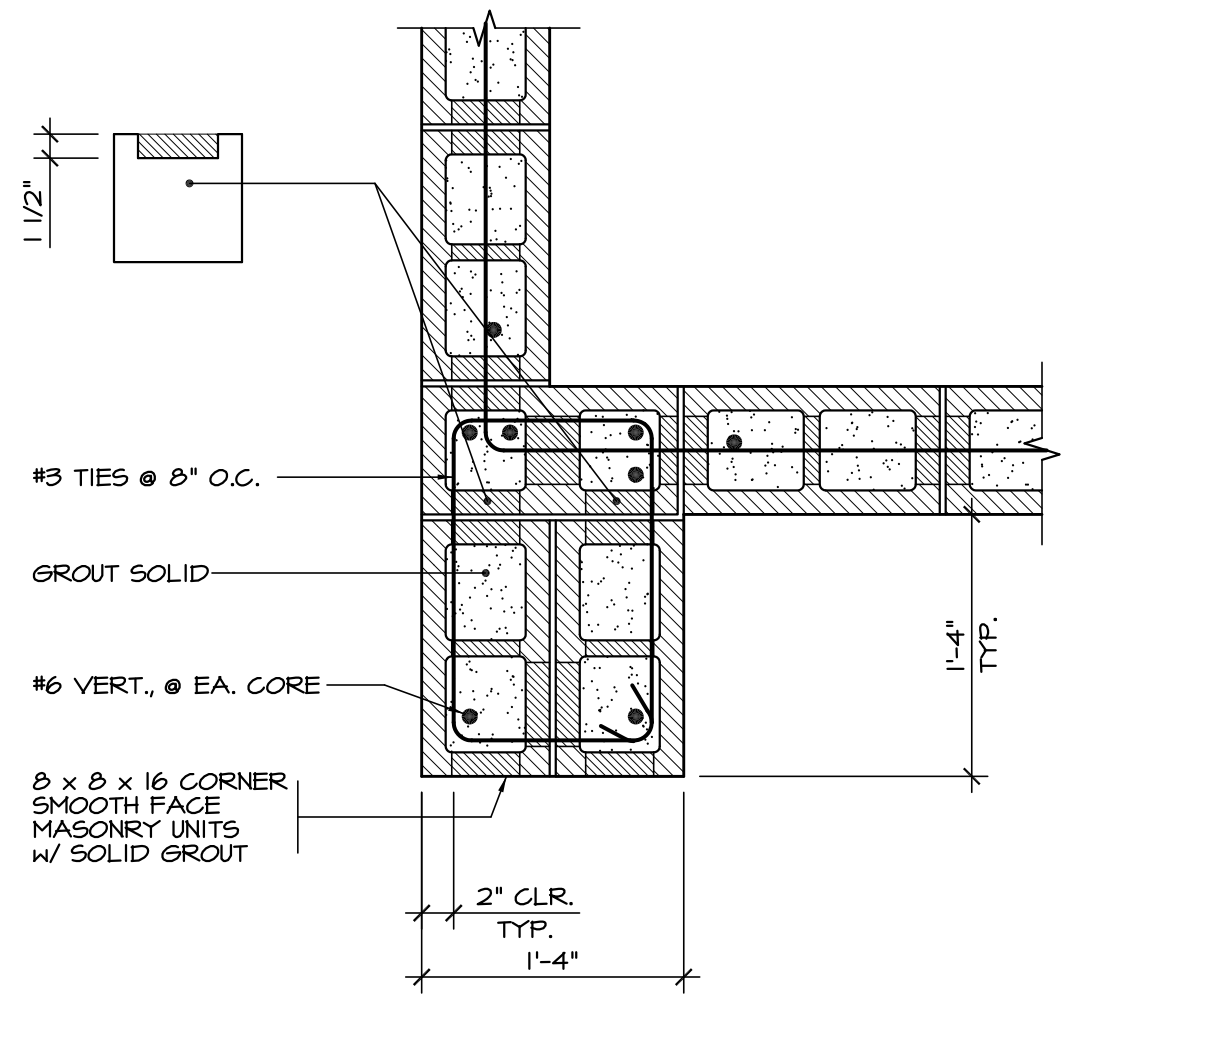 1 1/2"
#3 TIES @ 8" O.C.
GROUT SOLID
#6 VERT., @ EA. CORE
8 x 8 x 16 CORNER
SMOOTH FACE
MASONRY UNITS
W/ SOLID GROUT
1'-4"
TYP.
2" CLR.
TYP.
1'-4"